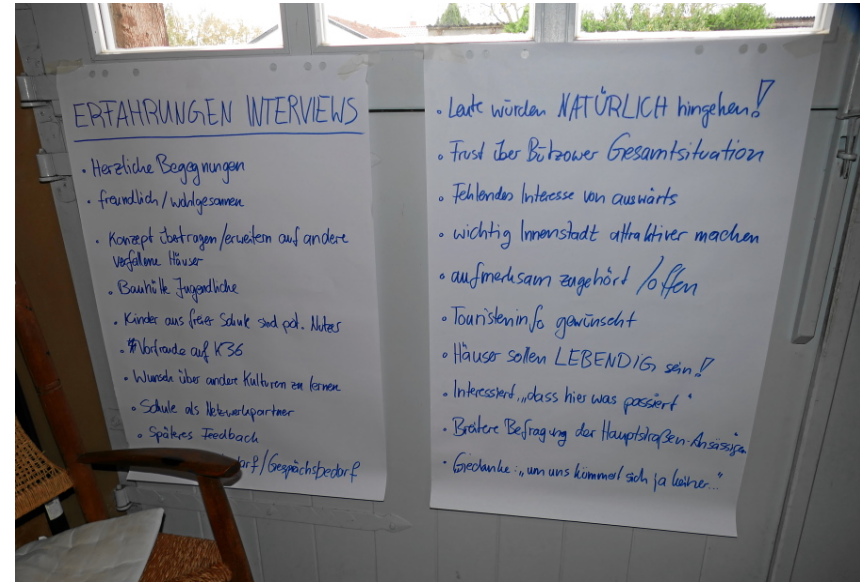 ERFAHRUNGEN INTERVIEWS
• Herzliche Begegnungen
• freundlich/wohlgesonnen
• Konzept übertragen/erweitern auf andere
verfallene Häuser
• Bauhütte Jugendliche
• Kinder aus freier Schule sind pot. Nutzer
• Vorfreude auf K36
• Wunsch über andere Kulturen zu lernen
• Schule als Netzwerkpartner
• Späteres Feedback
/Gesprächsbedarf
• Leute würden NATÜRLICH hingehen!
• Frust über Bützower Gesamtsituation
• Fehlendes Interesse von auswärts
• wichtig Innenstadt attraktiver machen
• aufmerksam zugehört /offen
• Touristeninfo gewünscht
• Häuser sollen LEBENDIG sein!
• Interessiert, „dass hier was passiert"
• Breitere Befragung der Hauptstraßen-Ansässigen
• Gedanke: „um uns kümmert sich ja keiner..."